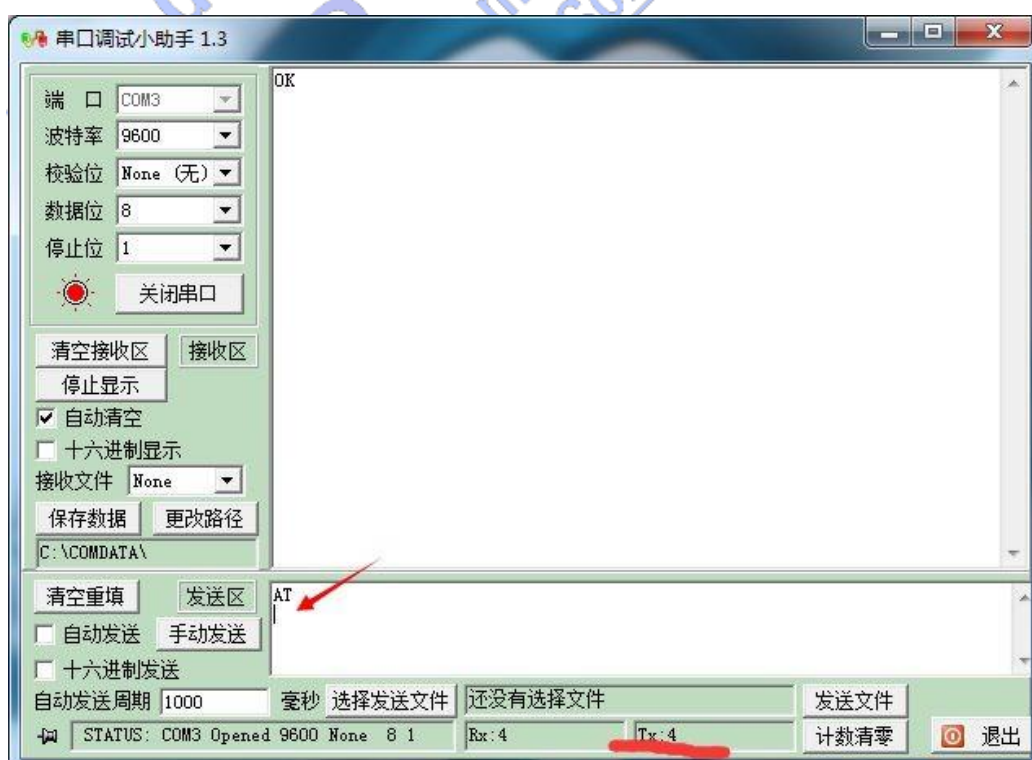 串口调试小助手 1.3
OK
端 口 COM3
波特率 9600
校验位 None (无)
数据位 8
停止位 1
关闭串口
清空接收区 接收区
停止显示
自动清空
十六进制显示
接收文件 None
保存数据 更改路径
C:\COMDATA\
清空重填 发送区
AT
自动发送 手动发送
十六进制发送
自动发送周期 1000 毫秒 选择发送文件 还没有选择文件 发送文件
STATUS: COM3 Opened 9600 None 8 1 Rx:4 Tx:4 计数清零 退出